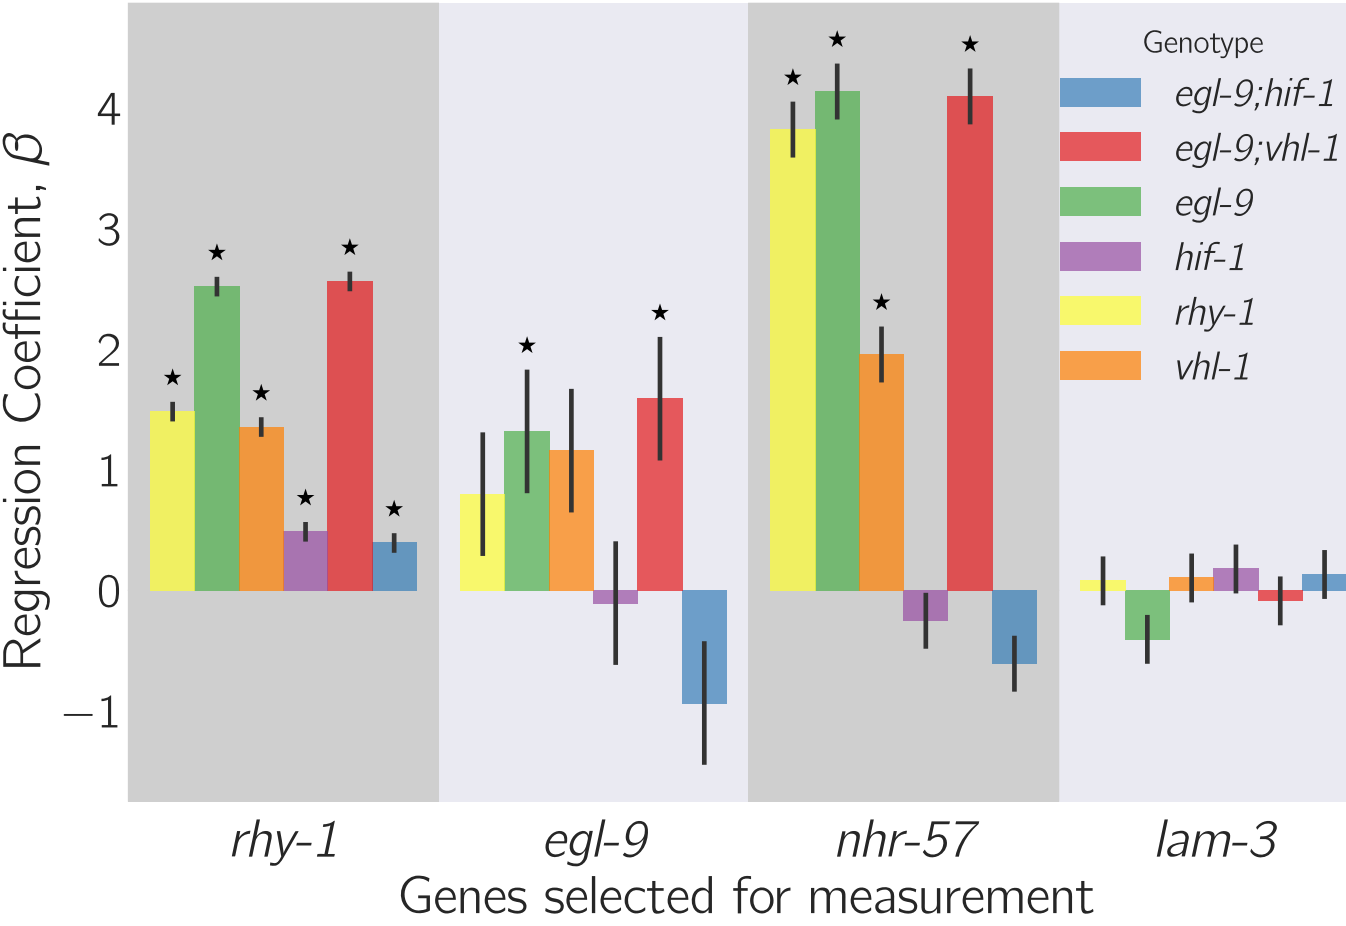 Genotype
egl-9;hif-1
egl-9;vhl-1
egl-9
hif-1
rhy-1
vhl-1
Regression Coefficient, β
4
3
2
1
0
−1
rhy-1 egl-9 nhr-57 lam-3
Genes selected for measurement